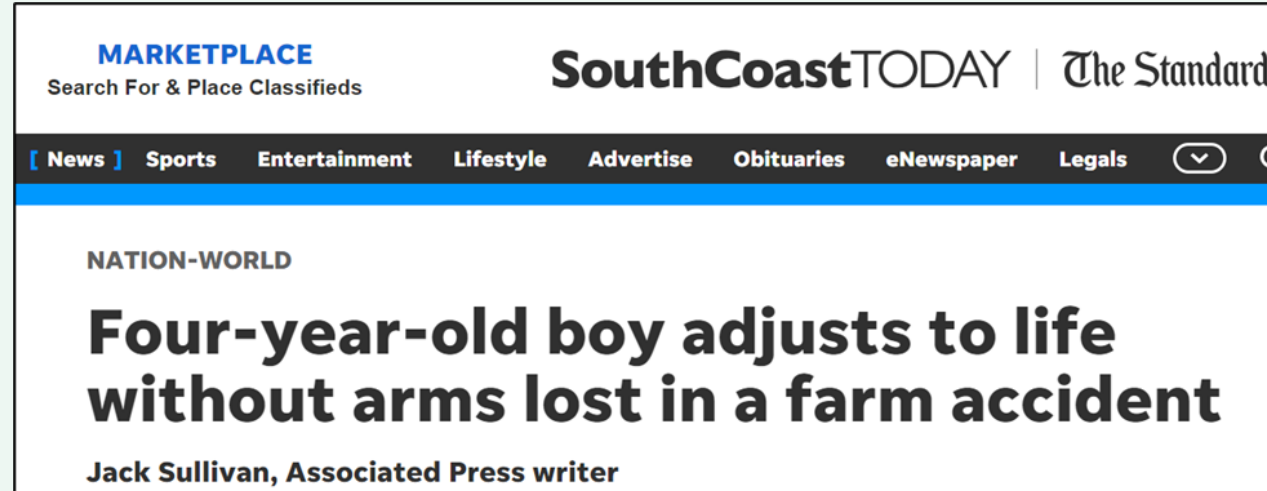 MARKETPLACE
Search For & Place Classifieds
SouthCoastTODAY | The Standard
[ News ] Sports Entertainment Lifestyle Advertise Obituaries eNewspaper Legals
NATION-WORLD
Four-year-old boy adjusts to life
without arms lost in a farm accident
Jack Sullivan, Associated Press writer